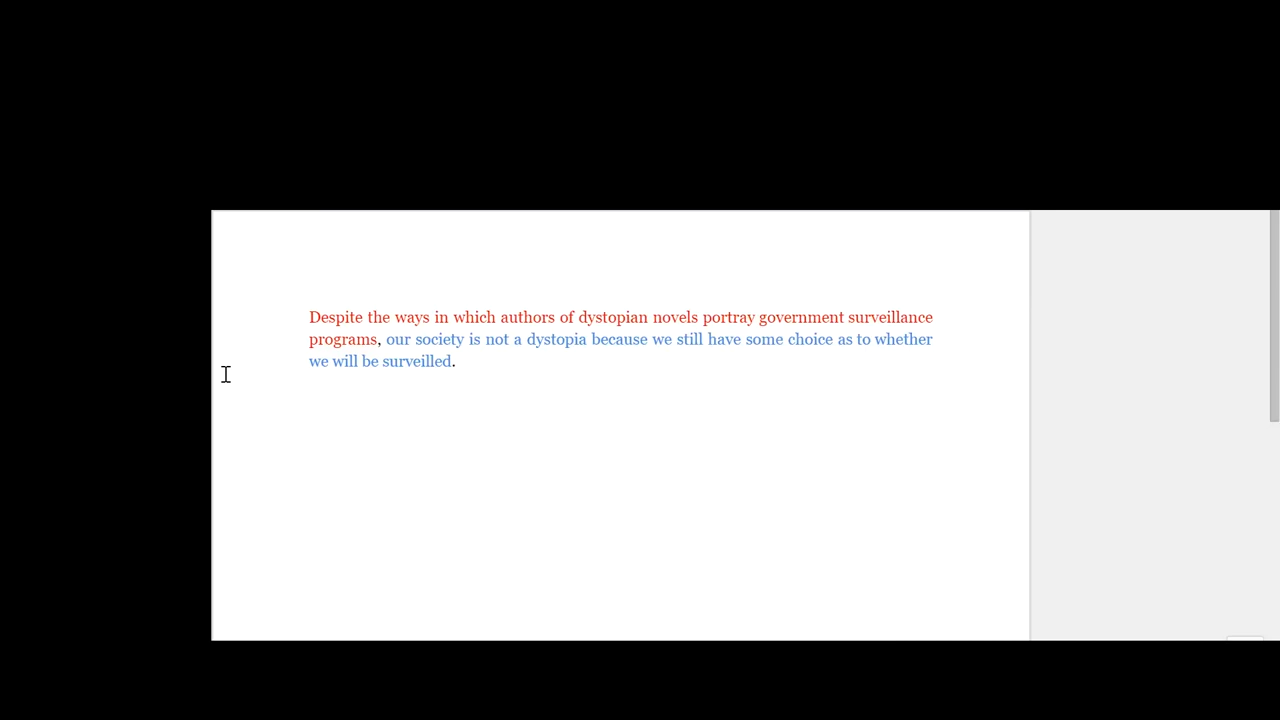 Despite the ways in which authors of dystopian novels portray government surveillance
programs, our society is not a dystopia because we still have some choice as to whether
we will be surveilled.